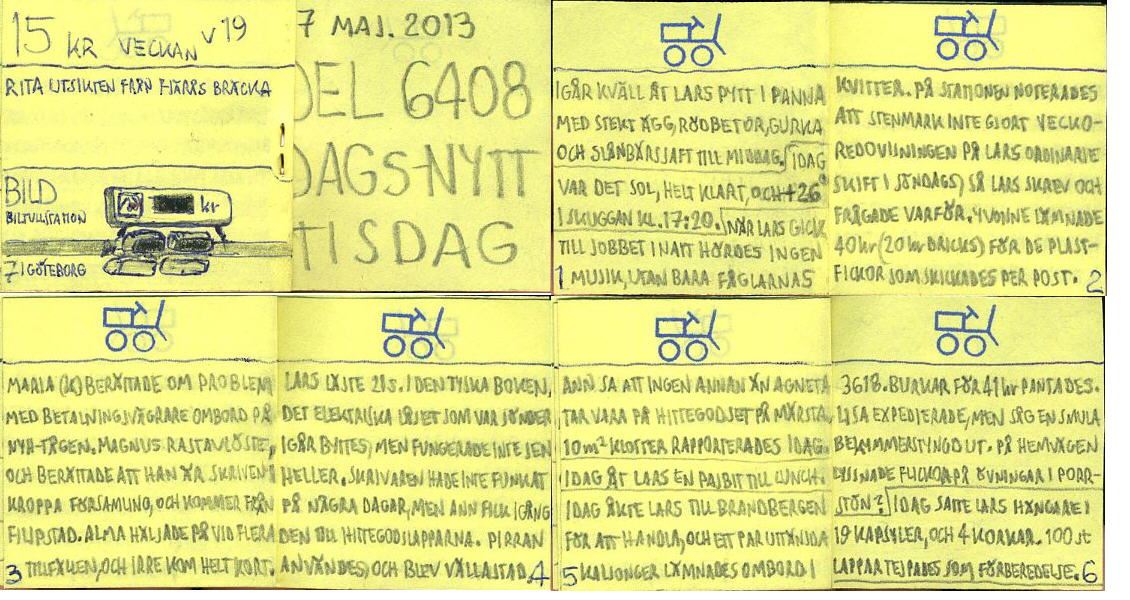 15 KR VECKAN V 19
RITA UTSIKTEN FRÅN FJÄRÅS BRÄCKA
BILD
BILTULLSTATION
kr
7 I GÖTEBORG
7 MAJ. 2013
DEL 6408
DAGS-NYTT
TISDAG
IGÅR KVÄLL ÅT LARS PYTT I PANNA
MED STEKT ÄGG, RÖDBETOR, GURKA
OCH SLÅNBÄRSSAFT TILL MIDDAG. IDAG
VAR DET SOL, HELT KLART, OCH +26°
I SKUGGAN KL. 17:20. NÄR LARS GICK
TILL JOBBET I NATT HÖRDES INGEN
1 MUSIK, UTAN BARA FÅGLARNAS
KVITTER. PÅ STATIONEN NOTERADES
ATT STENMARK INTE GJORT VECKO-
REDOVISNINGEN PÅ LARS ORDINARIE
SKIFT I SÖNDAGS, SÅ LARS SKREV OCH
FRÅGADE VARFÖR. YVONNE LÄMNADE
40 kr (20 kr BRICKS) FÖR DE PLAST-
FICKOR SOM SKICKADES PER POST. 2
MARIA (K) BERÄTTADE OM PROBLEM
MED BETALNINGSVÄGRARE OMBORD PÅ
NYA TÅGEN. MAGNUS RASTAVLÖSTE,
OCH BERÄTTADE ATT HAN ÄR SKRIVEN I
KROPPA FÖRSAMLING, OCH KOMMER FRÅN
FILIPSTAD. ALMA HÄLSADE PÅ VID FLERA
3 TILLFÄLLEN, OCH IRRE KOM HELT KORT.
LARS LÄSTE 21 s. I DEN TYSKA BOKEN,
DET ELEKTRISKA LÅSET SOM VAR SÖNDER
IGÅR BYTTES, MEN FUNGERADE INTE SEN
HELLER. SKRIVAREN HADE INTE FUNKAT
PÅ NÅGRA DAGAR, MEN ANN FICK IGÅNG
DEN TILL HITTEGODSLAPPARNA. PIRRAN
ANVÄNDES, OCH BLEV VÄLLASTAD. 4
ANN SA ATT INGEN ANNAN ÄN AGNETA
TAR VARA PÅ HITTEGODSET PÅ MÄRSTA.
10 m² KLOTTER RAPPORTERADES IDAG.
IDAG ÅT LARS EN PAJBIT TILL LUNCH.
IDAG ÅKTE LARS TILL BRANDBERGEN
FÖR ATT HANDLA, OCH ETT PAR UTTÄNJDA
5 KALSONGER LÄMNADES OMBORD I
3618. BURKAR FÖR 41 kr PANTADES.
LISA EXPEDIERADE, MEN SÅG EN SMULA
BEKYMMERSTYNGD UT. PÅ HEMVÄGEN
LYSSNADE FLICKOR PÅ ÖVNINGAR I PORR-
STÖN? IDAG SATTE LARS HÄNGARE I
19 KAPSYLER, OCH 4 KORKAR. 100 st
LAPPAR TEJPADES SOM FÖRBEREDELSE. 6